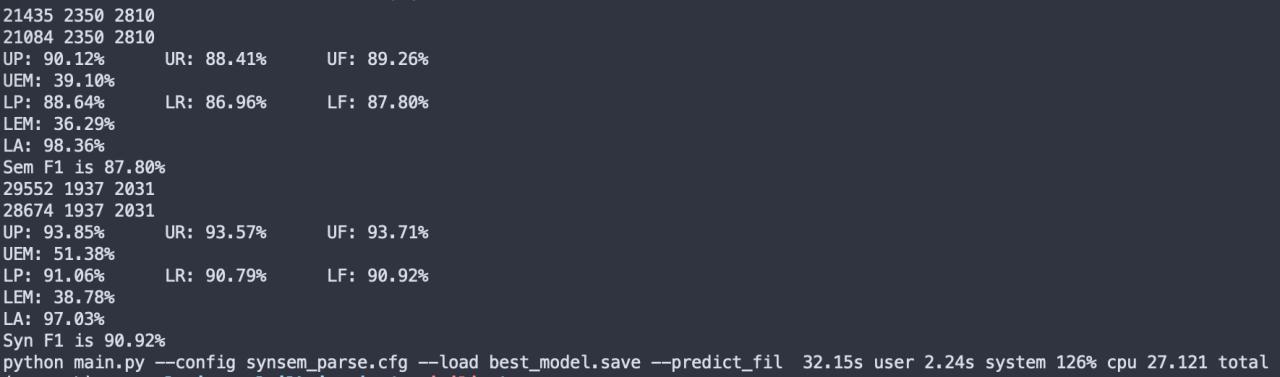 21435 2350 2810
21084 2350 2810
UP: 90.12% UR: 88.41% UF: 89.26%
UEM: 39.10%
LP: 88.64% LR: 86.96% LF: 87.80%
LEM: 36.29%
LA: 98.36%
Sem F1 is 87.80%
29552 1937 2031
28674 1937 2031
UP: 93.85% UR: 93.57% UF: 93.71%
UEM: 51.38%
LP: 91.06% LR: 90.79% LF: 90.92%
LEM: 38.78%
LA: 97.03%
Syn F1 is 90.92%
python main.py --config synsem_parse.cfg --load best_model.save --predict_fil 32.15s user 2.24s system 126% cpu 27.121 total